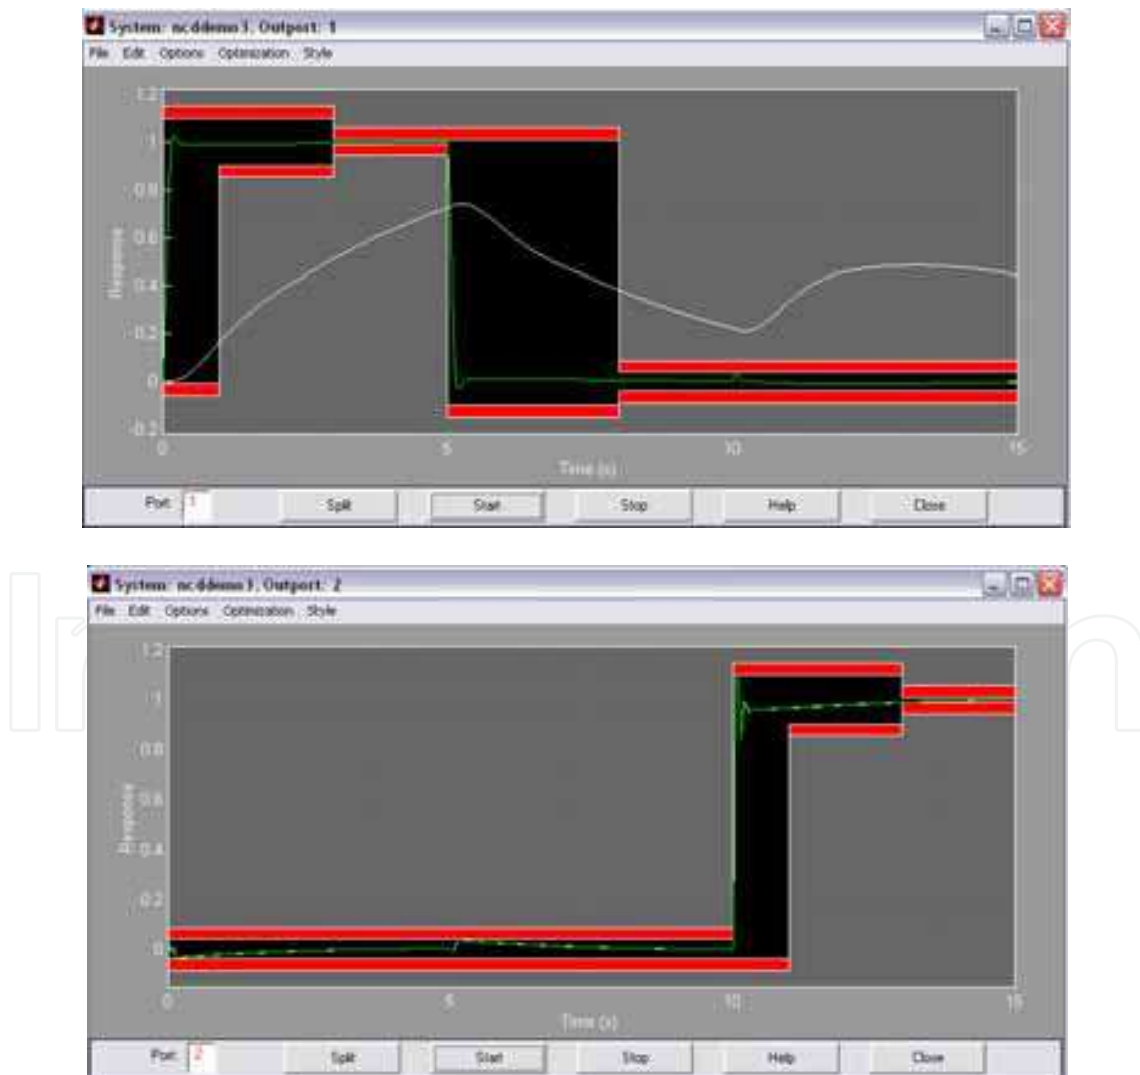 System: ncddemo3, Outport: 1
File Edit Options Optimization Style
1.2
1
0.8
0.6
0.4
0.2
0
-0.2
Response
0 5 10 15
Time (s)
Port: 1 Split Start Stop Help Close
System: ncddemo3, Outport: 2
File Edit Options Optimization Style
1.2
1
0.8
0.6
0.4
0.2
0
Response
0 5 10 15
Time (s)
Port: 2 Split Start Stop Help Close